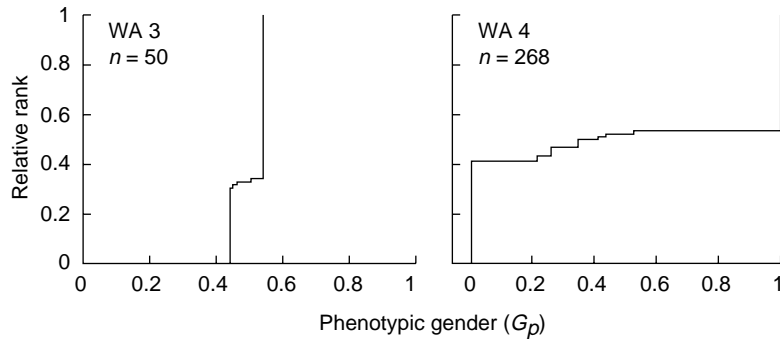 WA 3
n = 50
WA 4
n = 268
Relative rank
1
0.8
0.6
0.4
0.2
0
0 0.2 0.4 0.6 0.8 1
0 0.2 0.4 0.6 0.8 1
Phenotypic gender (Gp)